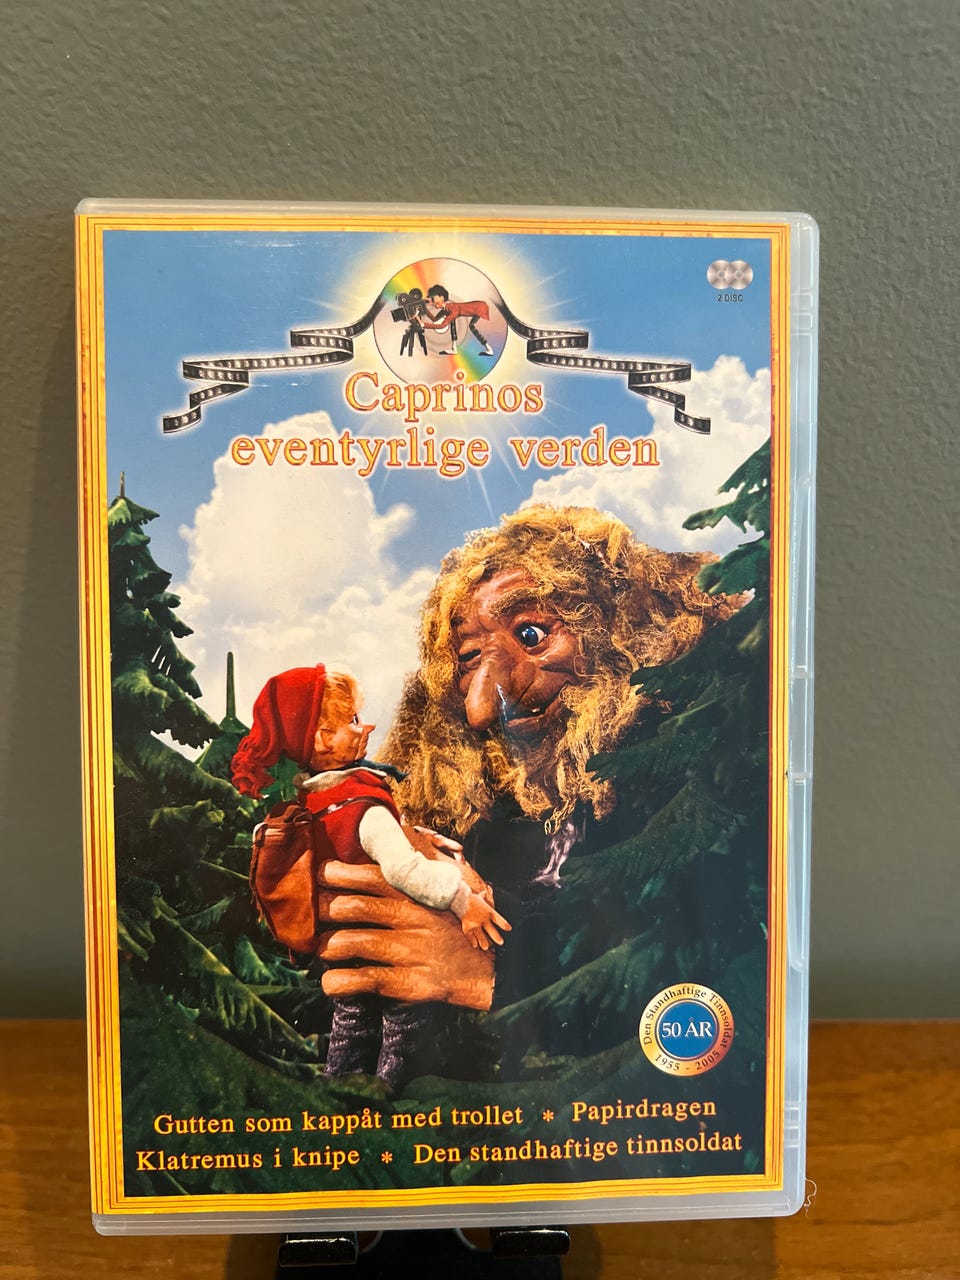 2 DISC
Caprinos
eventyrlige verden
Den Standhaftige Tinnsoldat
50 ÅR
1955 - 2005
Gutten som kappåt med trollet * Papirdragen
Klatremus i knipe * Den standhaftige tinnsoldat